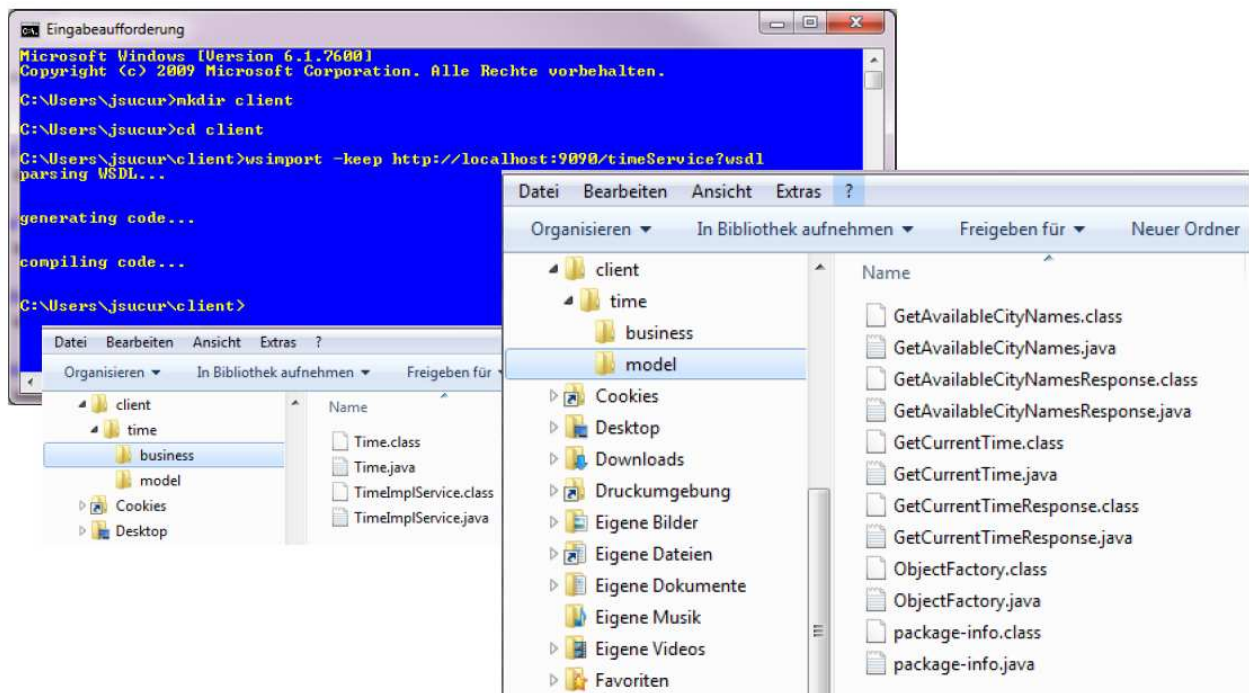 Eingabeaufforderung
Microsoft Windows [Version 6.1.7600]
Copyright (c) 2009 Microsoft Corporation. Alle Rechte vorbehalten.
C:\Users\jsucur>mkdir client
C:\Users\jsucur>cd client
C:\Users\jsucur\client>wsimport -keep http://localhost:9090/timeService?wsdl
parsing WSDL...
generating code...
compiling code...
C:\Users\jsucur\client>
Datei Bearbeiten Ansicht Extras ?
Organisieren In Bibliothek aufnehmen Freigeben für
client
time
business
model
Cookies
Desktop
Name
Time.class
Time.java
TimeImplService.class
TimeImplService.java
Datei Bearbeiten Ansicht Extras ?
Organisieren In Bibliothek aufnehmen Freigeben für Neuer Ordner
client
time
business
model
Cookies
Desktop
Downloads
Druckumgebung
Eigene Bilder
Eigene Dateien
Eigene Dokumente
Eigene Musik
Eigene Videos
Favoriten
Name
GetAvailableCityNames.class
GetAvailableCityNames.java
GetAvailableCityNamesResponse.class
GetAvailableCityNamesResponse.java
GetCurrentTime.class
GetCurrentTime.java
GetCurrentTimeResponse.class
GetCurrentTimeResponse.java
ObjectFactory.class
ObjectFactory.java
package-info.class
package-info.java